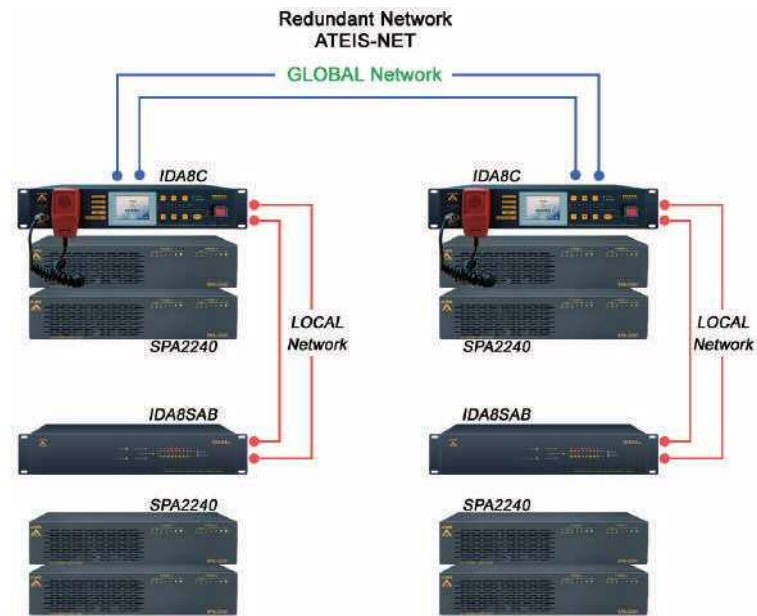 Redundant Network
ATEIS-NET
GLOBAL Network
IDA8C
IDA8C
SPA2240
SPA2240
LOCAL
Network
LOCAL
Network
IDA8SAB
IDA8SAB
SPA2240
SPA2240